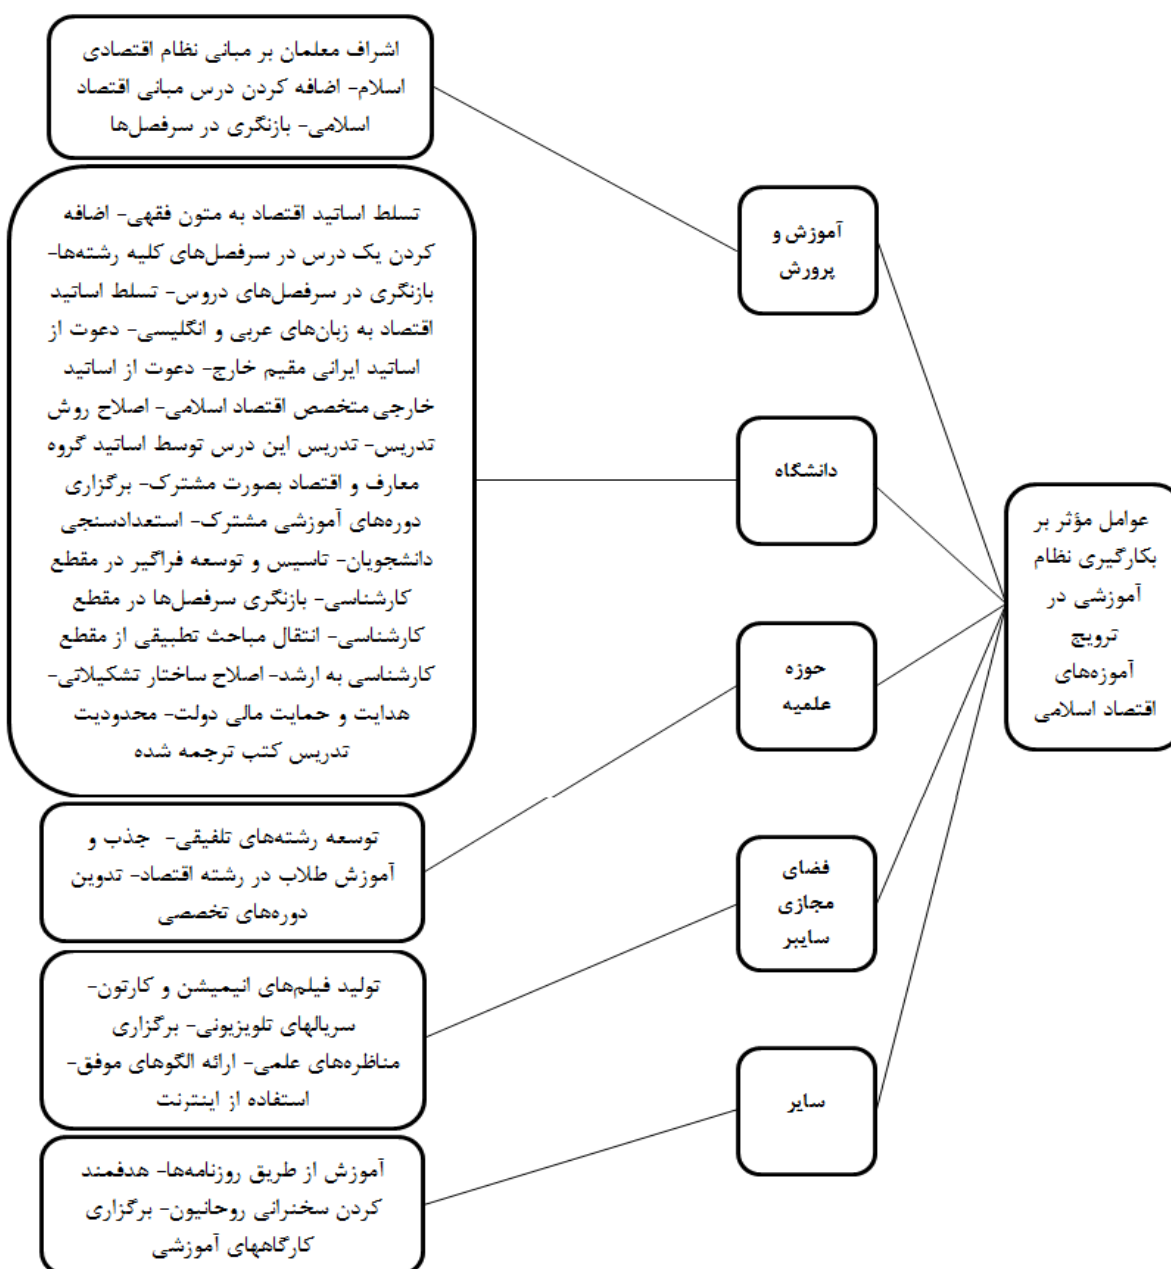 عوامل مؤثر بر
بکارگیری نظام
آموزشی در
ترویج
آموزه‌های
اقتصاد اسلامی
آموزش و
پرورش
اشراف معلمان بر مبانی نظام اقتصادی
اسلام- اضافه کردن درس مبانی اقتصاد
اسلامی- بازنگری در سرفصل‌ها
دانشگاه
تسلط اساتید اقتصاد به متون فقهی- اضافه
کردن یک درس در سرفصل‌های کلیه رشته‌ها-
بازنگری در سرفصل‌های دروس- تسلط اساتید
اقتصاد به زبان‌های عربی و انگلیسی- دعوت از
اساتید ایرانی مقیم خارج- دعوت از اساتید
خارجی متخصص اقتصاد اسلامی- اصلاح روش
تدریس- تدریس این درس توسط اساتید گروه
معارف و اقتصاد بصورت مشترک- برگزاری
دوره‌های آموزشی مشترک- استعدادسنجی
دانشجویان- تاسیس و توسعه فراگیر در مقطع
کارشناسی- بازنگری سرفصل‌ها در مقطع
کارشناسی- انتقال مباحث تطبیقی از مقطع
کارشناسی به ارشد- اصلاح ساختار تشکیلاتی-
هدایت و حمایت مالی دولت- محدودیت
تدریس کتب ترجمه شده
حوزه
علمیه
توسعه رشته‌های تلفیقی- جذب و
آموزش طلاب در رشته اقتصاد- تدوین
دوره‌های تخصصی
فضای
مجازی
سایبر
تولید فیلم‌های انیمیشن و کارتون-
سریالهای تلویزیونی- برگزاری
مناظره‌های علمی- ارائه الگوهای موفق-
استفاده از اینترنت
سایر
آموزش از طریق روزنامه‌ها- هدفمند
کردن سخنرانی روحانیون- برگزاری
کارگاههای آموزشی